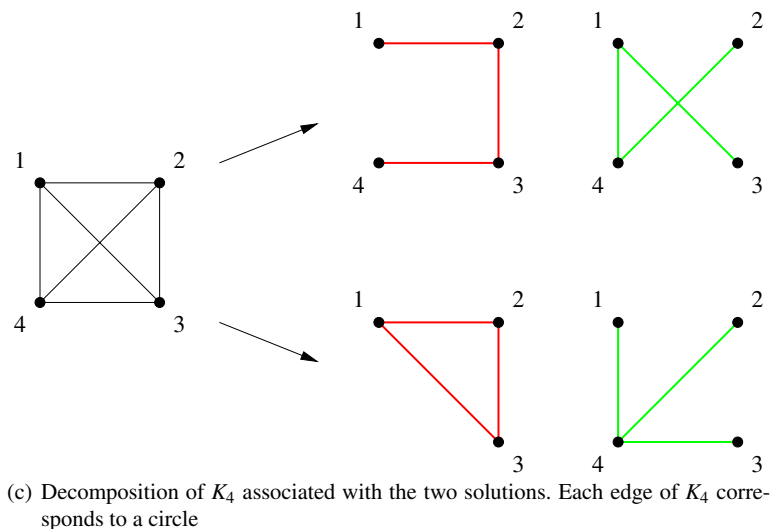 1 2 1 2
4 3 4 3
1 2
4 3
1 2 1 2
3 4 3
(c) Decomposition of K4 associated with the two solutions. Each edge of K4 corre-
sponds to a circle